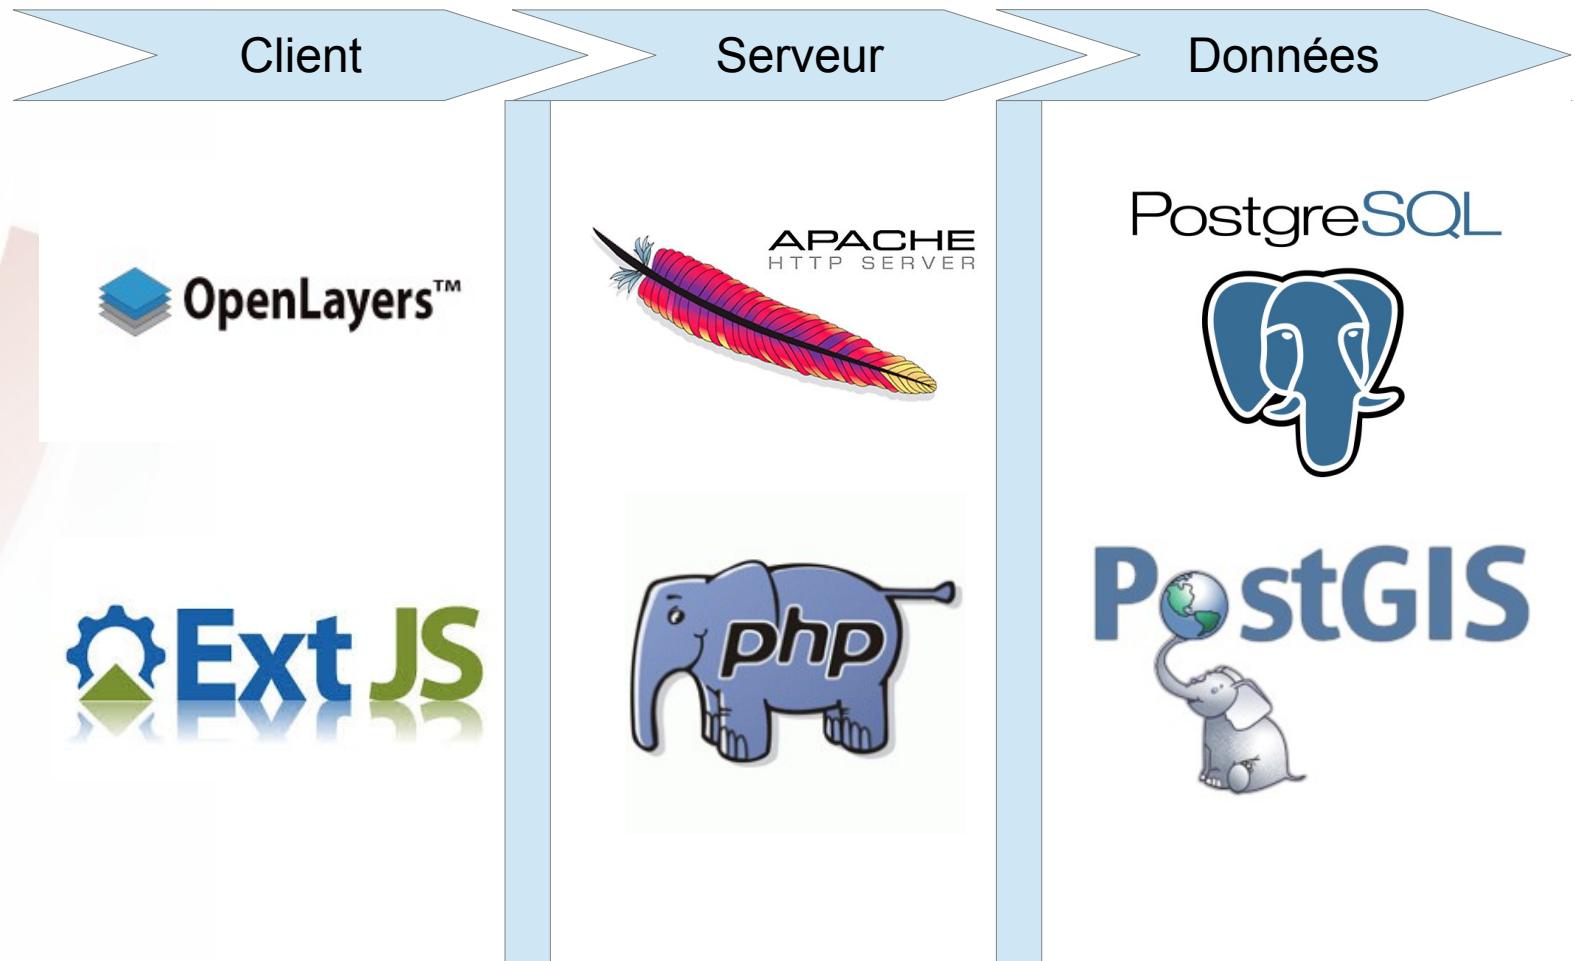 Client
Serveur
Données
OpenLayers™
Ext JS
APACHE
HTTP SERVER
php
PostgreSQL
PostGIS